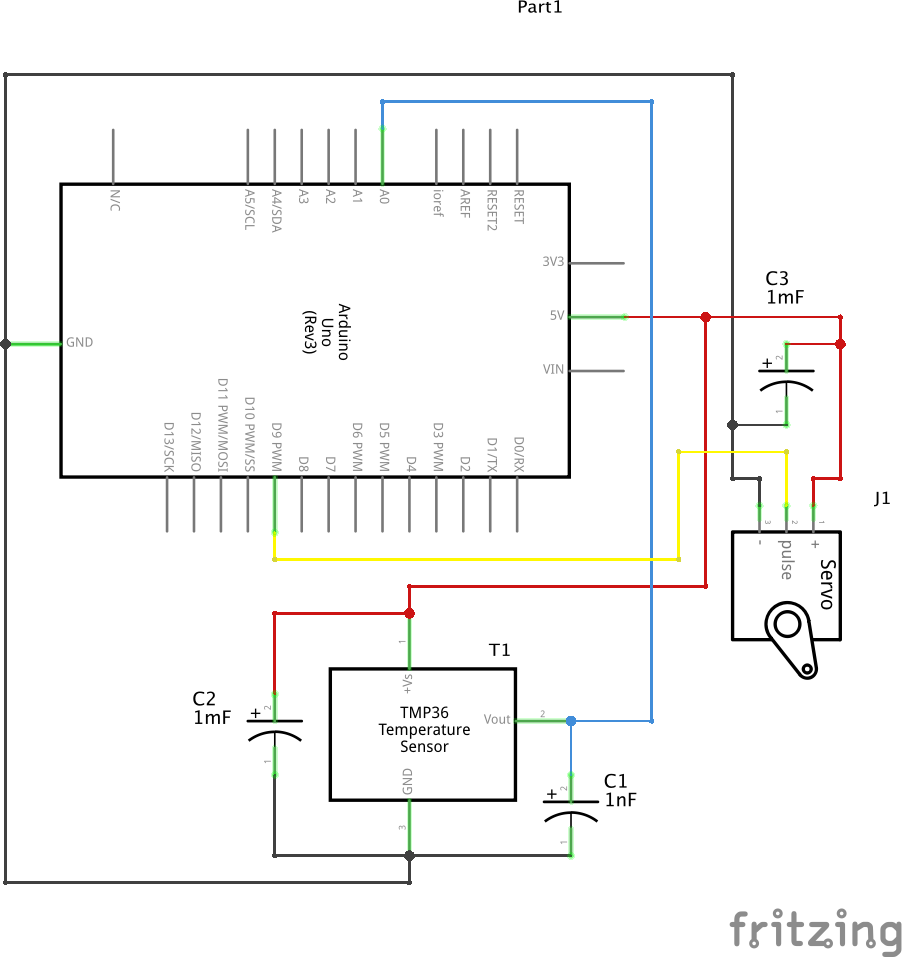 Part1
N/C
A5/SCL
A4/SDA
A3
A2
A1
A0
ioref
AREF
RESET2
RESET
3V3
5V
VIN
GND
Arduino
Uno
(Rev3)
D13/SCK
D12/MISO
D11 PWM/MOSI
D10 PWM/SS
D9 PWM
D8
D7
D6 PWM
D5 PWM
D4
D3 PWM
D2
D1/TX
D0/RX
C3
1mF
+
2
1
J1
3
2
1
-
pulse
+
Servo
T1
1
+Vs
TMP36
Temperature
Sensor
Vout
2
GND
3
C2
1mF
+
2
1
C1
1nF
+
2
1
fritzing